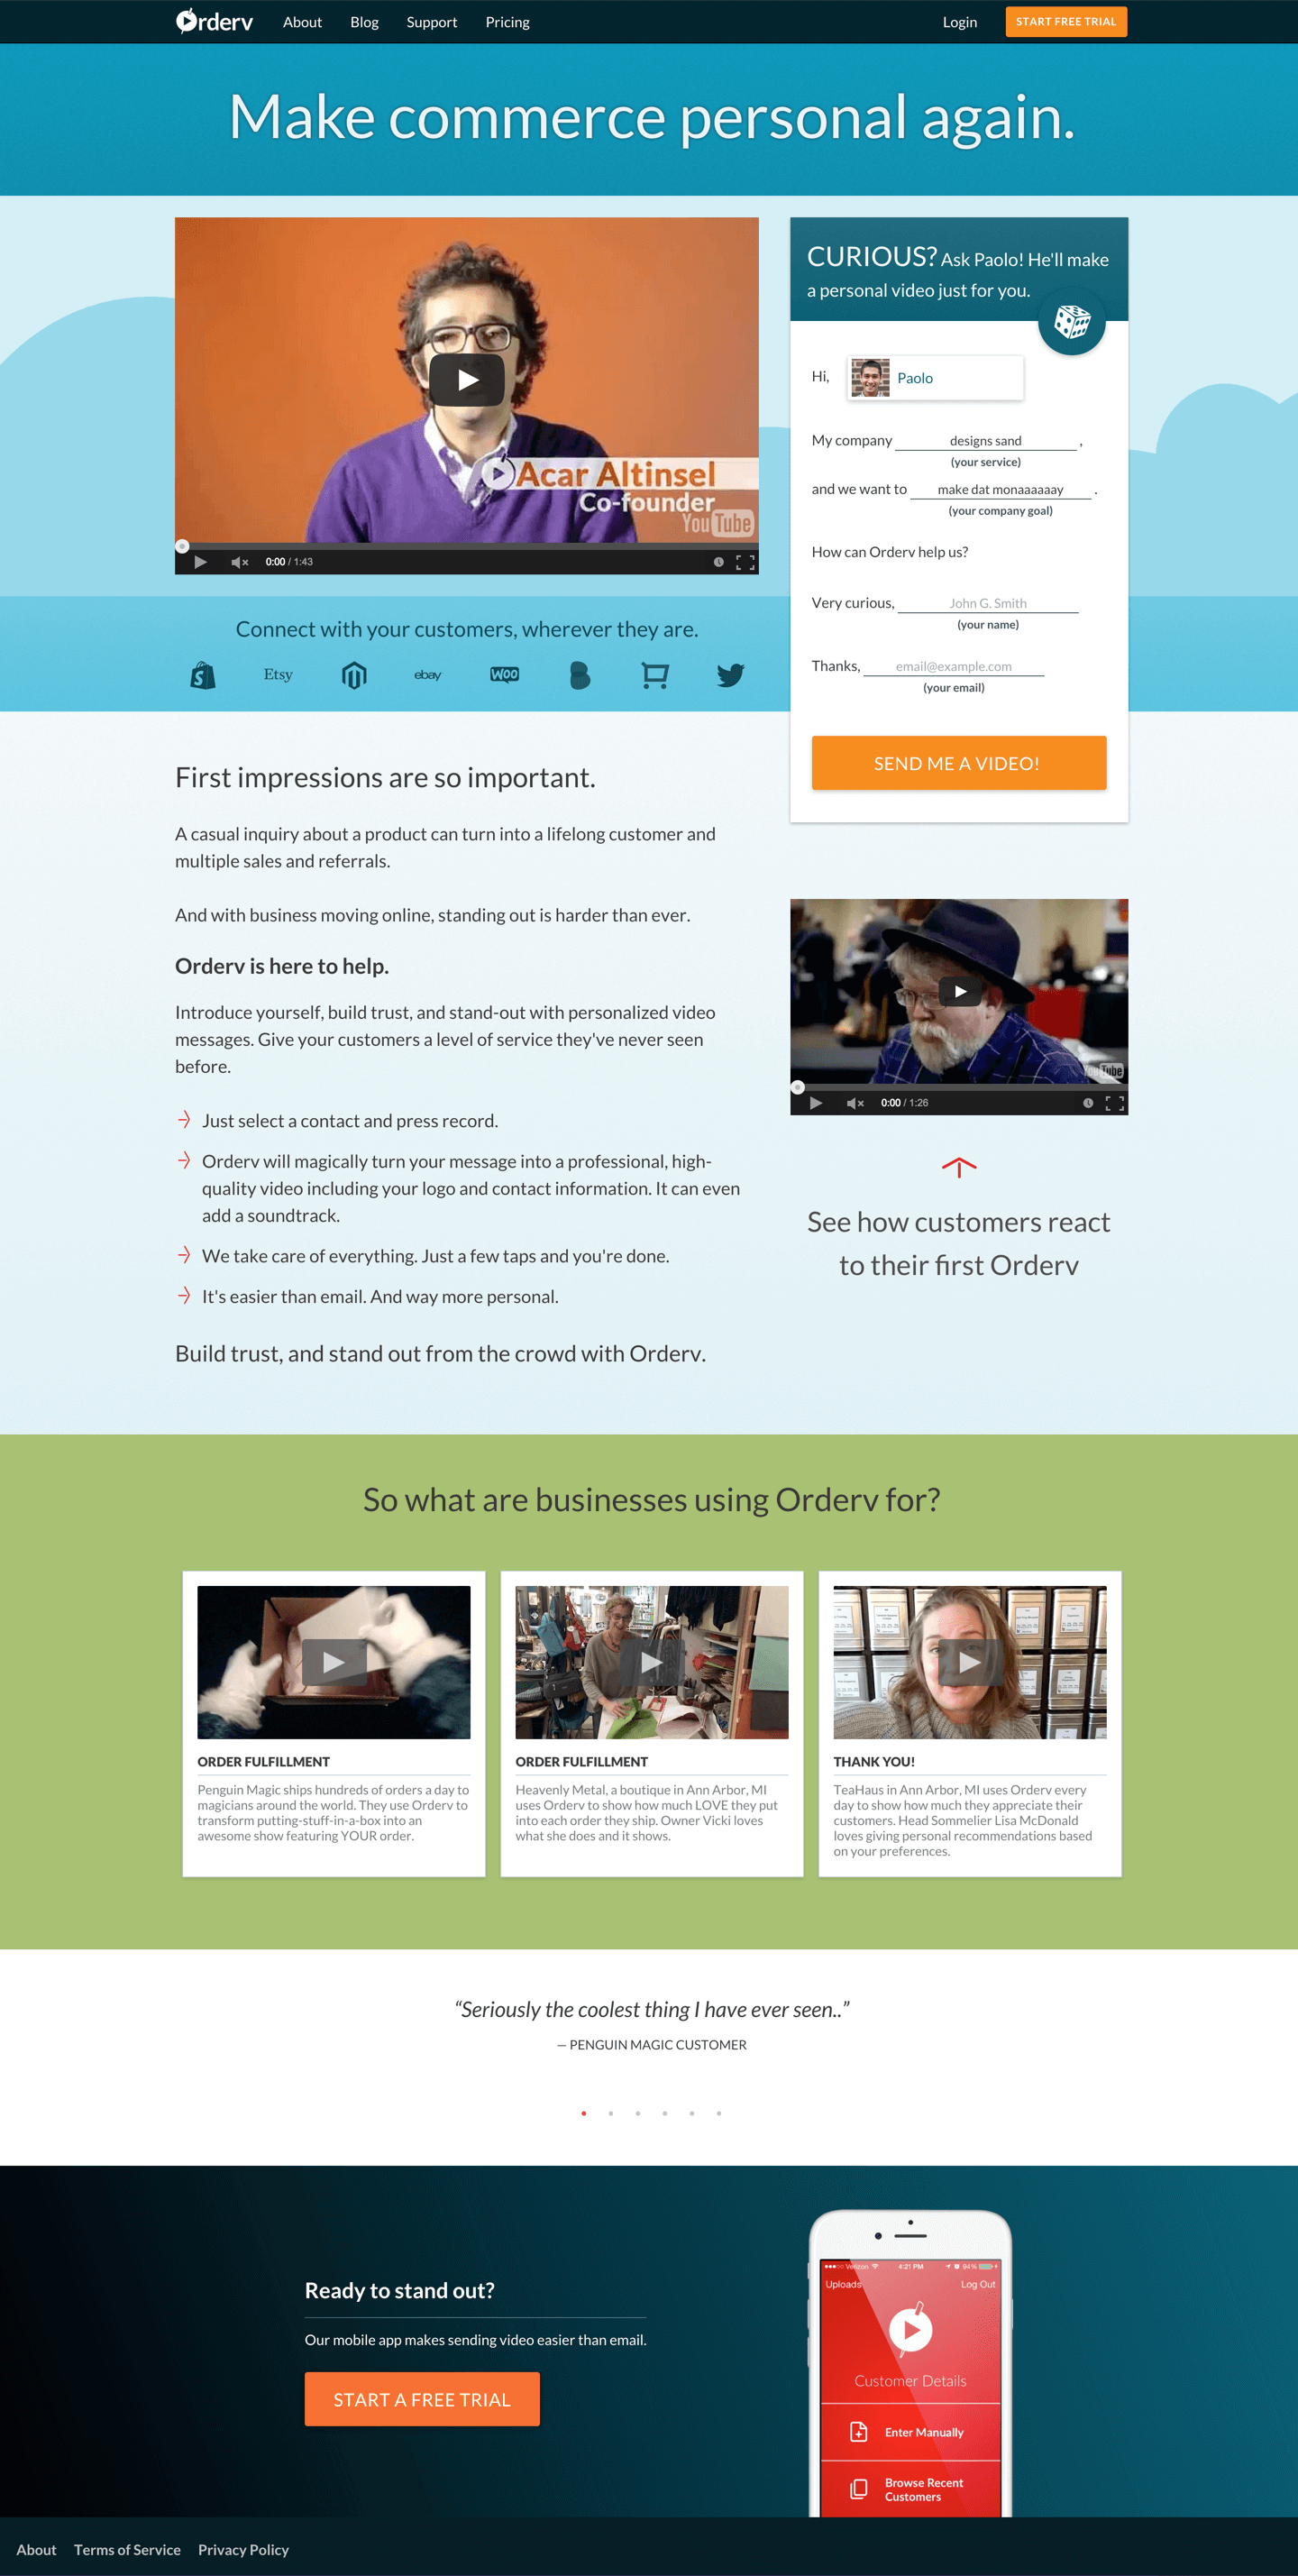 Orderv About Blog Support Pricing Login START FREE TRIAL
Make commerce personal again.
Acar Altinsel
Co-founder
YouTube
0:00 / 1:43
CURIOUS? Ask Paolo! He'll make
a personal video just for you.
Hi, Paolo
My company designs sand ,
(your service)
and we want to make dat monaaaaaay .
(your company goal)
How can Orderv help us?
Very curious, John G. Smith
(your name)
Thanks, email@example.com
(your email)
SEND ME A VIDEO!
Connect with your customers, wherever they are.
S Etsy ebay WOO
First impressions are so important.
A casual inquiry about a product can turn into a lifelong customer and
multiple sales and referrals.
And with business moving online, standing out is harder than ever.
Orderv is here to help.
Introduce yourself, build trust, and stand-out with personalized video
messages. Give your customers a level of service they've never seen
before.
Just select a contact and press record.
Orderv will magically turn your message into a professional, high-
quality video including your logo and contact information. It can even
add a soundtrack.
We take care of everything. Just a few taps and you're done.
It's easier than email. And way more personal.
Build trust, and stand out from the crowd with Orderv.
YouTube
0:00 / 1:26
See how customers react
to their first Orderv
So what are businesses using Orderv for?
ORDER FULFILLMENT
Penguin Magic ships hundreds of orders a day to
magicians around the world. They use Orderv to
transform putting-stuff-in-a-box into an
awesome show featuring YOUR order.
ORDER FULFILLMENT
Heavenly Metal, a boutique in Ann Arbor, MI
uses Orderv to show how much LOVE they put
into each order they ship. Owner Vicki loves
what she does and it shows.
THANK YOU!
TeaHaus in Ann Arbor, MI uses Orderv every
day to show how much they appreciate their
customers. Head Sommelier Lisa McDonald
loves giving personal recommendations based
on your preferences.
“Seriously the coolest thing I have ever seen..”
— PENGUIN MAGIC CUSTOMER
Ready to stand out?
Our mobile app makes sending video easier than email.
START A FREE TRIAL
Verizon 4:21 PM 94%
Uploads Log Out
Customer Details
Enter Manually
Browse Recent
Customers
About Terms of Service Privacy Policy